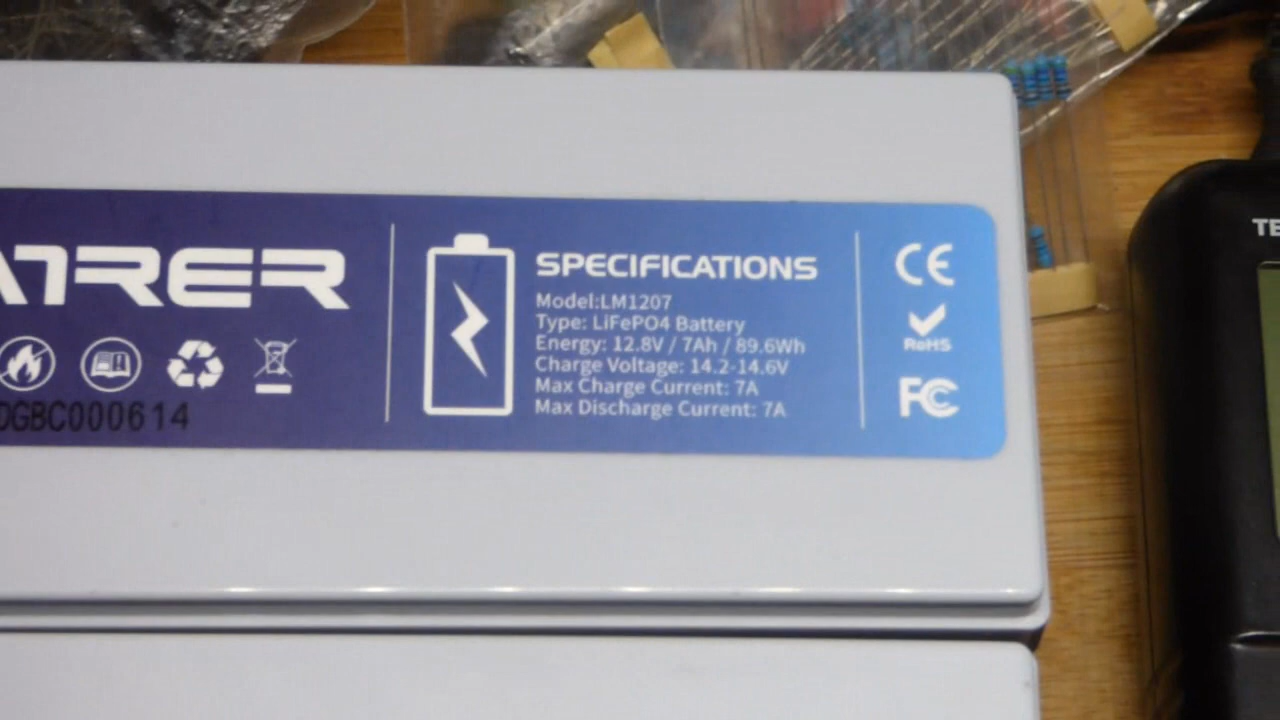 ATRER
DGBC000614
SPECIFICATIONS
Model:LM1207
Type: LiFePO4 Battery
Energy: 12.8V / 7Ah / 89.6Wh
Charge Voltage: 14.2-14.6V
Max Charge Current: 7A
Max Discharge Current: 7A
CE
RoHS
FC
TE